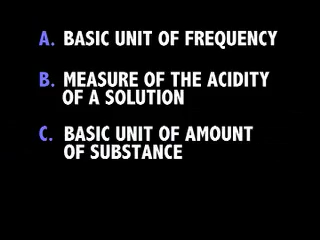 A. BASIC UNIT OF FREQUENCY
B. MEASURE OF THE ACIDITY
OF A SOLUTION
C. BASIC UNIT OF AMOUNT
OF SUBSTANCE